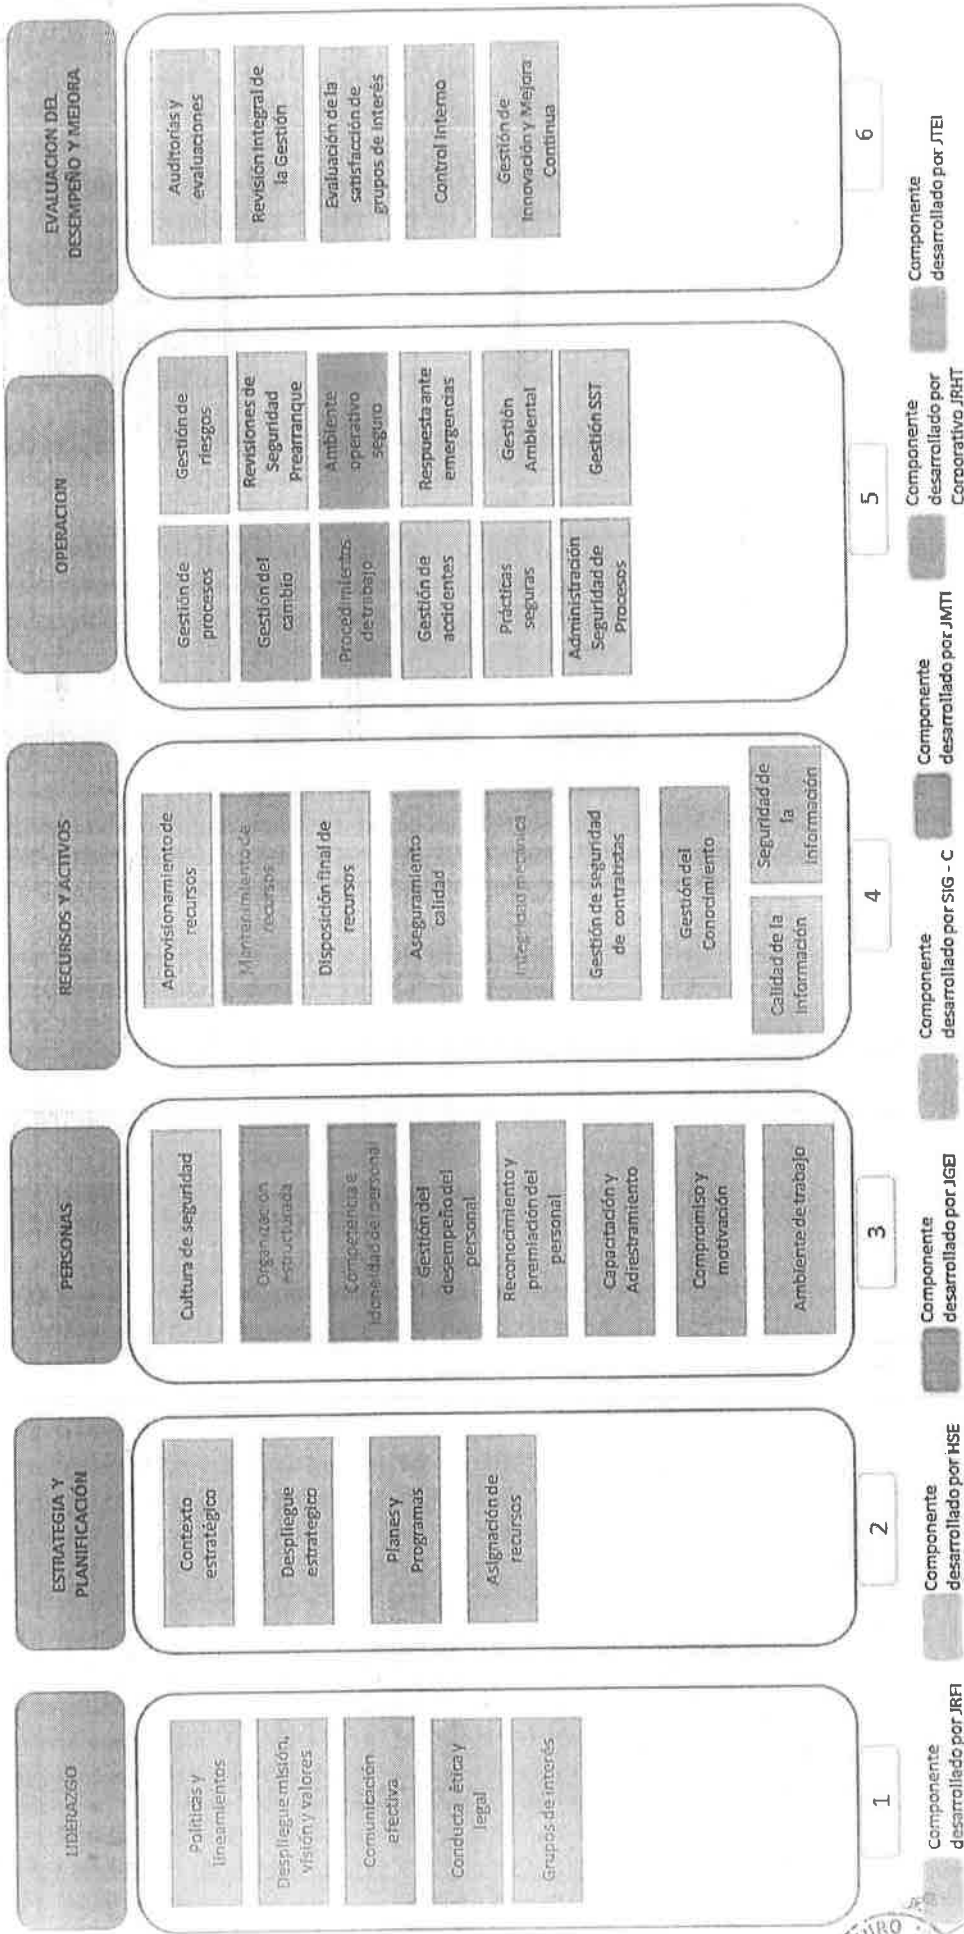 LIDERAZGO
Políticas y
lineamientos
Despliegue misión,
visión y valores
Comunicación
efectiva
Conducta ética y
legal
Grupos de interés
1
ESTRATEGIA Y
PLANIFICACIÓN
Contexto
estratégico
Despliegue
estratégico
Planes y
Programas
Asignación de
recursos
2
PERSONAS
Cultura de seguridad
Organización
estructurada
Competencia e
idoneidad del personal
Gestión del
desempeño del
personal
Reconocimiento y
premiación del
personal
Capacitación y
Adiestramiento
Compromiso y
motivación
Ambiente de trabajo
3
RECURSOS Y ACTIVOS
Aprovisionamiento de
recursos
Mantenimiento de
recursos
Disposición final de
recursos
Aseguramiento
calidad
Integridad mecánica
Gestión de seguridad
de contratistas
Gestión del
Conocimiento
Calidad de la
Información
Seguridad de
la
Información
4
OPERACION
Gestión de
procesos
Gestión de
riesgos
Gestión del
cambio
Revisiones de
Seguridad
Prearranque
Procedimientos
de trabajo
Ambiente
operativo
seguro
Gestión de
accidentes
Respuesta ante
emergencias
Prácticas
seguras
Gestión
Ambiental
Administración
Seguridad de
Procesos
Gestión SST
5
EVALUACION DEL
DESEMPEÑO Y MEJORA
Auditorías y
evaluaciones
Revisión Integral de
la Gestión
Evaluación de la
satisfacción de
grupos de interés
Control Interno
Gestión de
Innovación y Mejora
Continua
6
Componente
desarrollado por JRFI
Componente
desarrollado por HSE
Componente
desarrollado por JGEI
Componente
desarrollado por SIG - C
Componente
desarrollado por JMTI
Componente
desarrollado por
Corporativo JRHT
Componente
desarrollado por JTEI